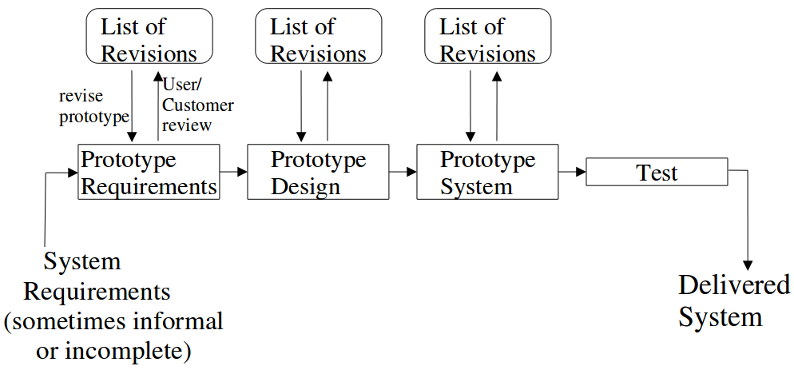 List of
Revisions
List of
Revisions
List of
Revisions
revise
prototype
User/
Customer
review
Prototype
Requirements
Prototype
Design
Prototype
System
Test
System
Requirements
(sometimes informal
or incomplete)
Delivered
System